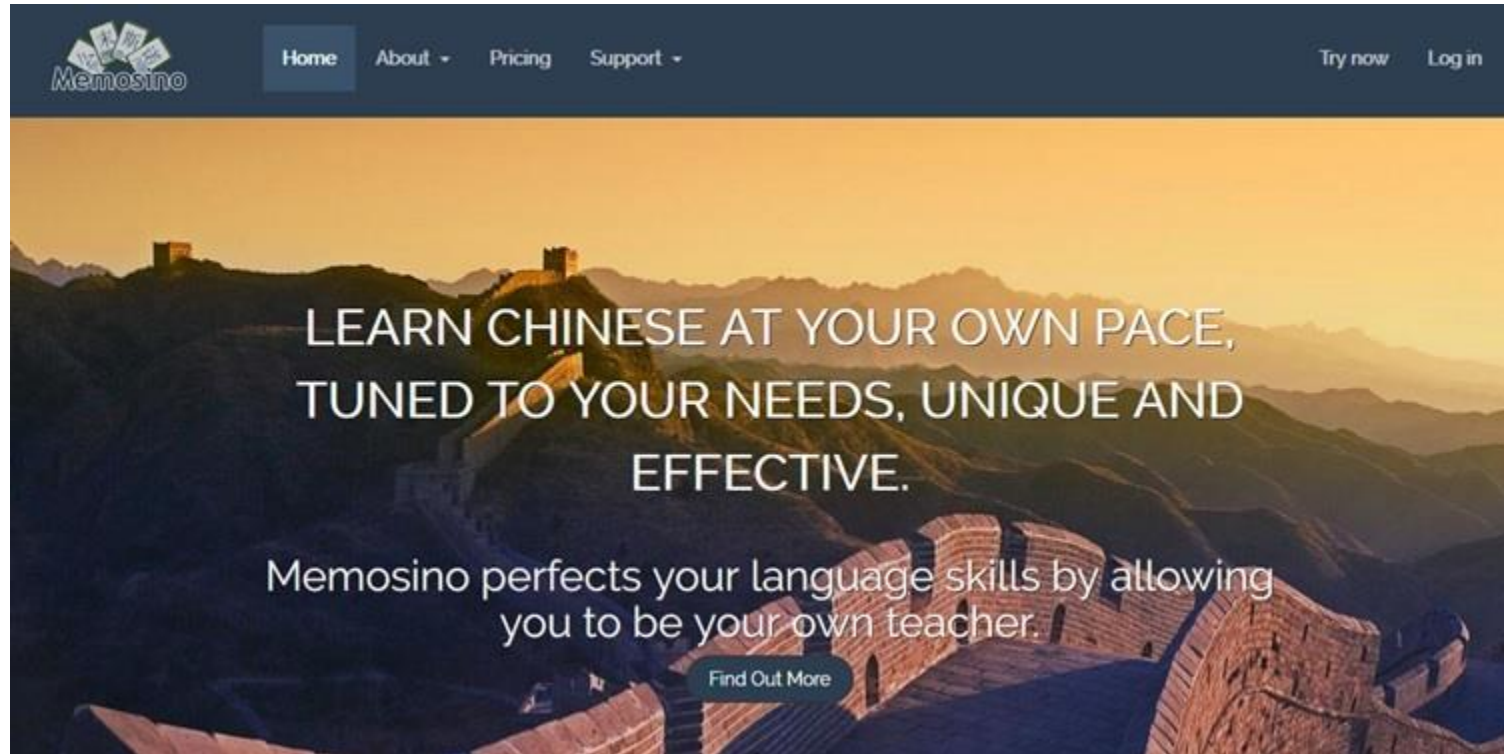 Memosino
Home
About
Pricing
Support
Try now
Log in
LEARN CHINESE AT YOUR OWN PACE,
TUNED TO YOUR NEEDS, UNIQUE AND
EFFECTIVE.
Memosino perfects your language skills by allowing
you to be your own teacher.
Find Out More